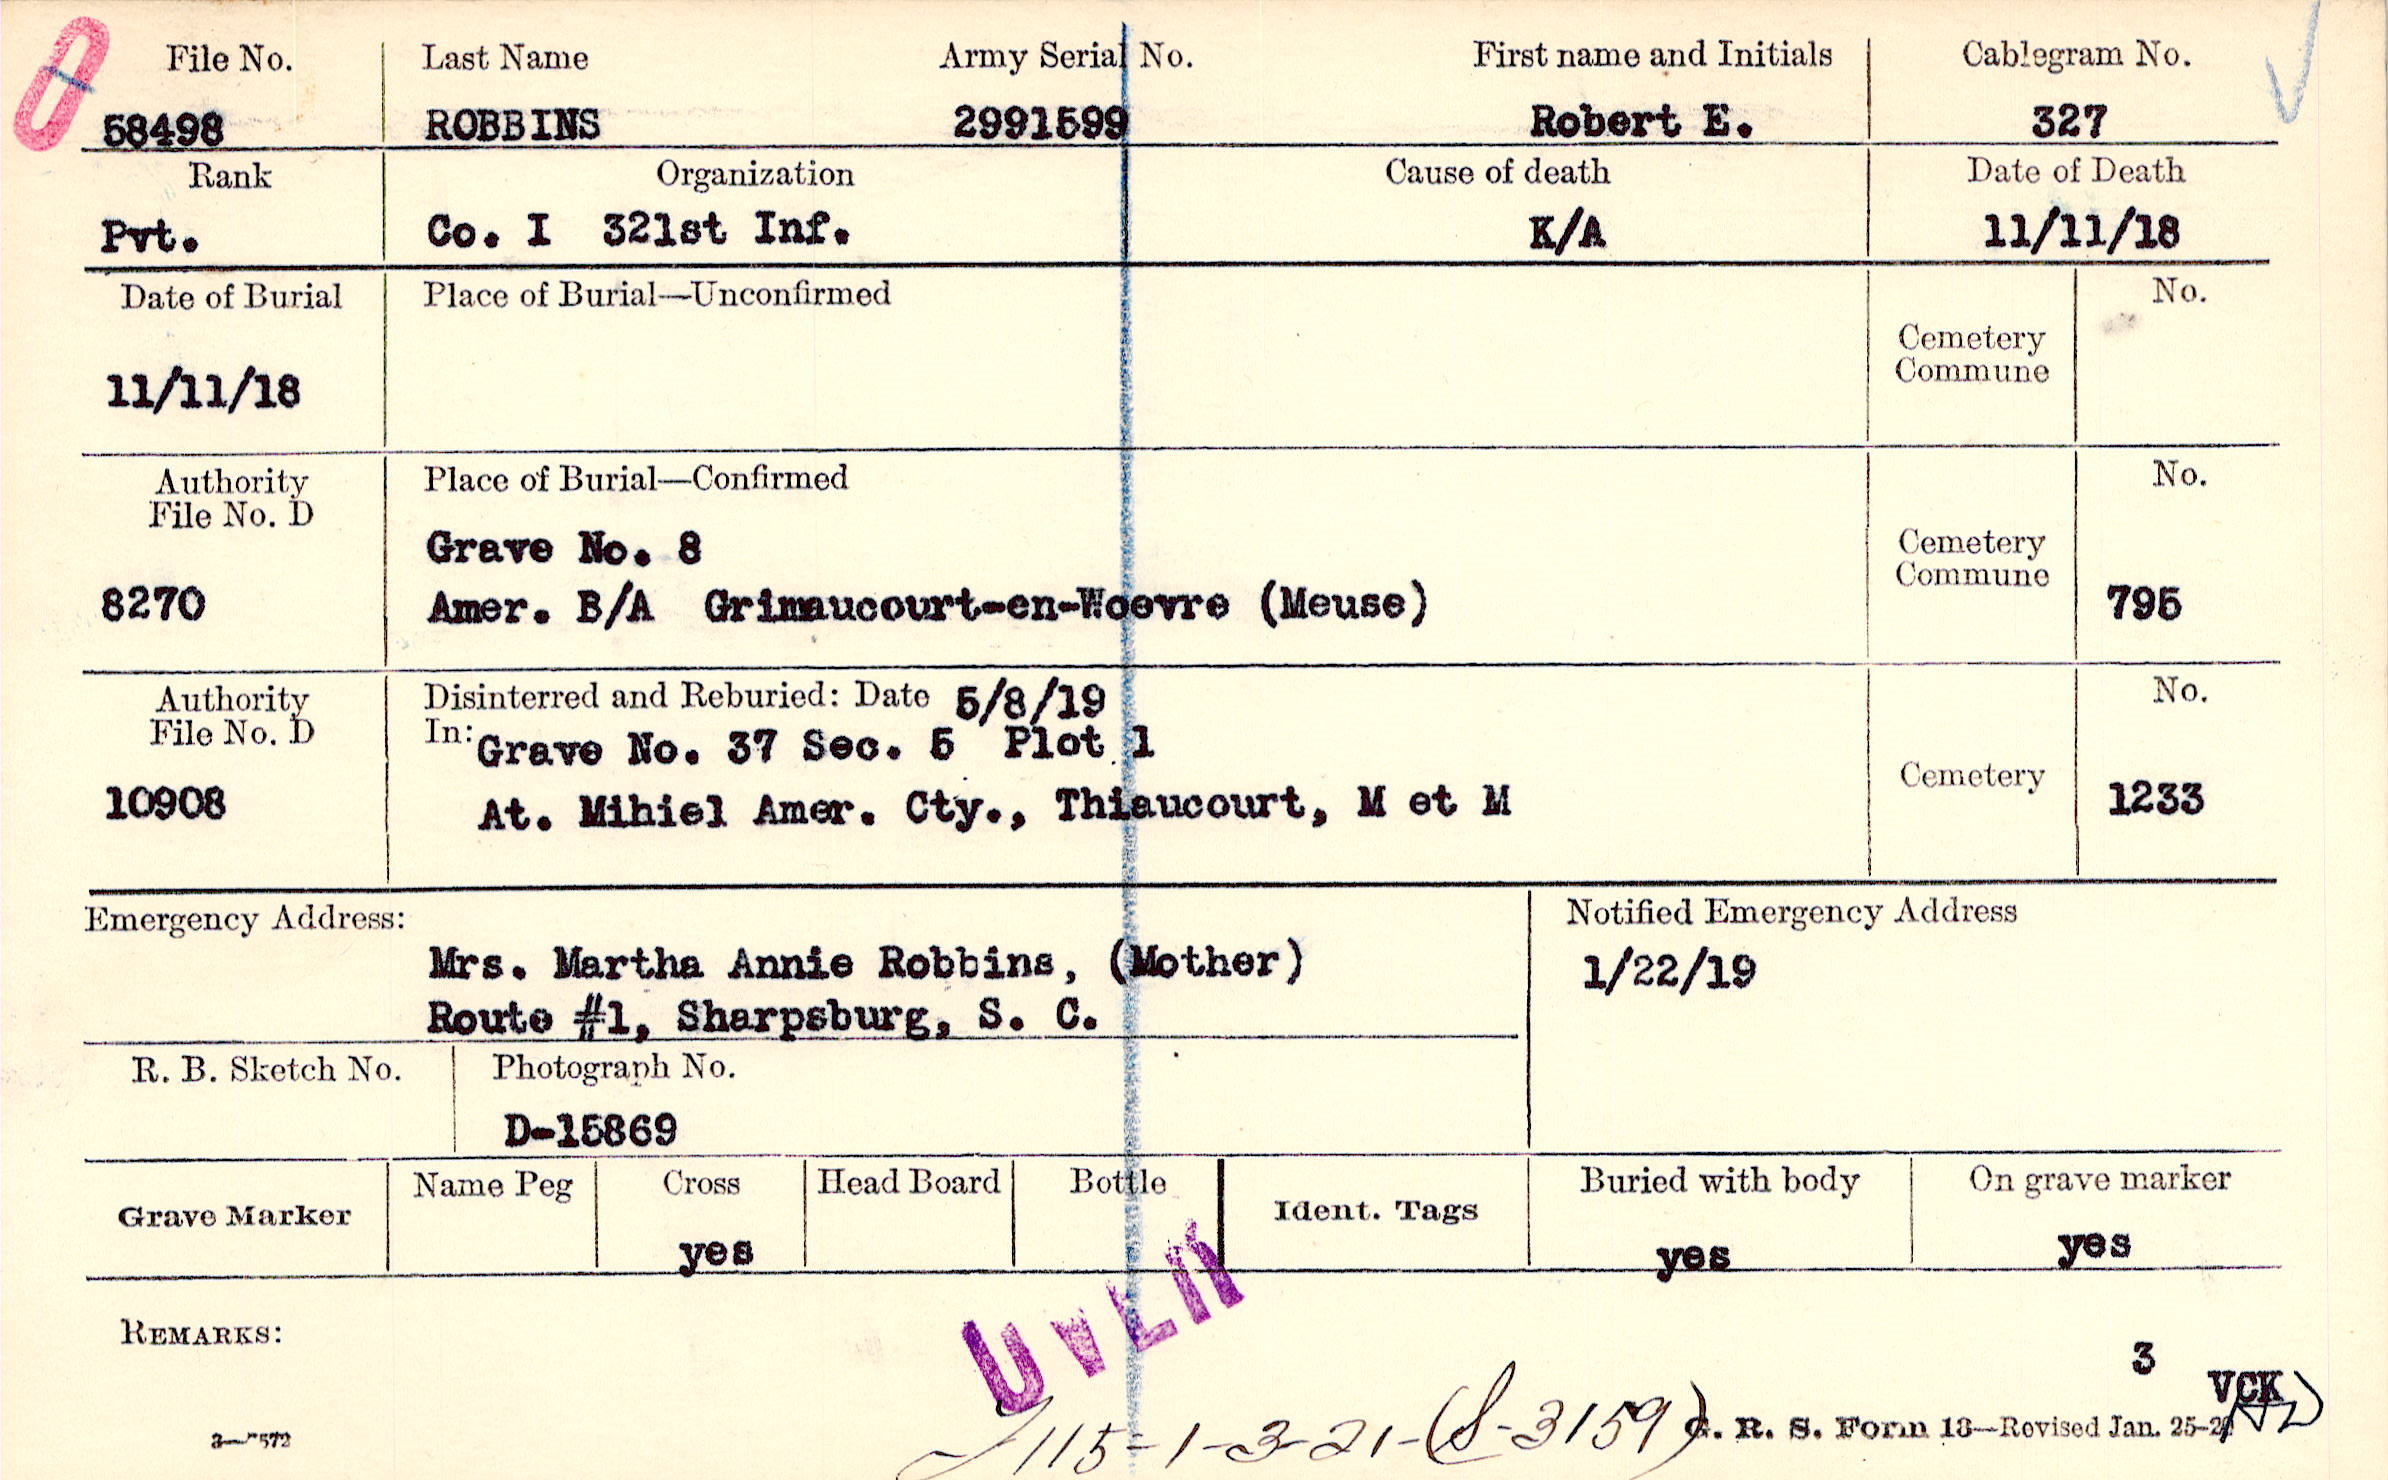 File No. Last Name Army Serial No. First name and Initials Cablegram No.
58498 ROBBINS 2991599 Robert E. 327
Rank Organization Cause of death Date of Death
Pvt. Co. I 321st Inf. K/A 11/11/18
Date of Burial Place of Burial—Unconfirmed No.
Cemetery
Commune
11/11/18
Authority Place of Burial—Confirmed No.
File No. D
Grave No. 8 Cemetery
Commune
8270 Amer. B/A Grimaucourt-en-Woevre (Meuse) 795
Authority Disinterred and Reburied: Date 5/8/19 No.
File No. D In: Grave No. 37 Sec. 5 Plot 1
Cemetery
10908 At. Mihiel Amer. Cty., Thiaucourt, M et M 1233
Emergency Address: Notified Emergency Address
Mrs. Martha Annie Robbins, (Mother) 1/22/19
Route #1, Sharpsburg, S. C.
R. B. Sketch No. Photograph No.
D-15869
Name Peg Cross Head Board Bottle Buried with body On grave marker
Grave Marker Ident. Tags
yes yes yes
REMARKS:
3
VCK
115-1-3-21-(S-3159)
G. R. S. Form 13—Revised Jan. 25-2